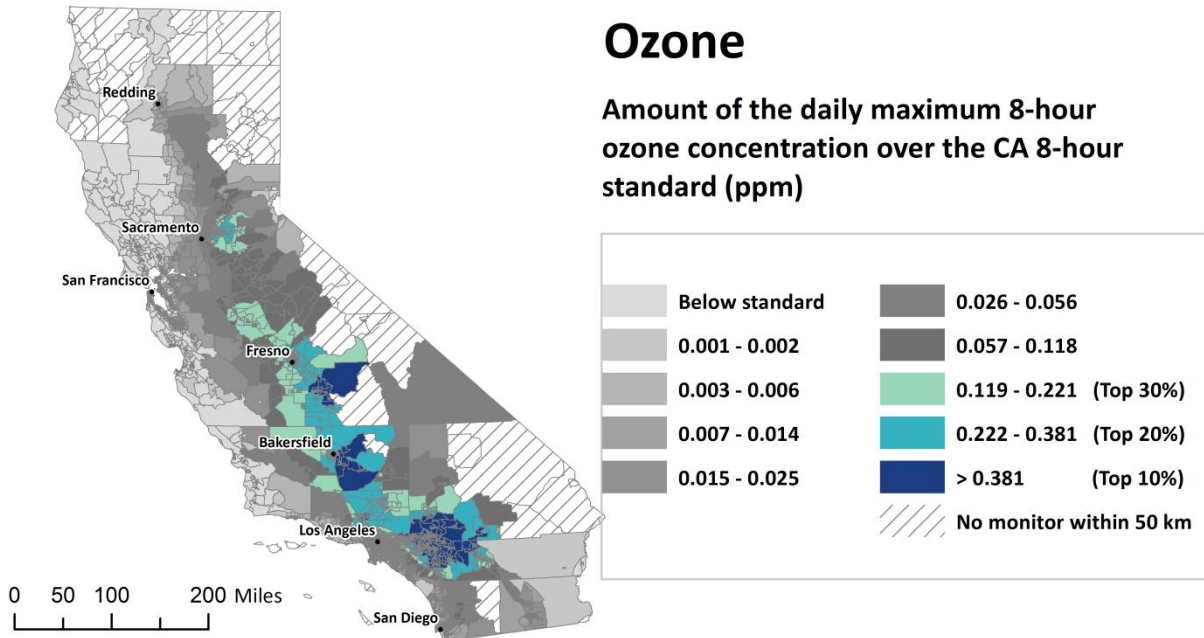 Ozone
Amount of the daily maximum 8-hour
ozone concentration over the CA 8-hour
standard (ppm)
Below standard
0.001 - 0.002
0.003 - 0.006
0.007 - 0.014
0.015 - 0.025
0.026 - 0.056
0.057 - 0.118
0.119 - 0.221 (Top 30%)
0.222 - 0.381 (Top 20%)
> 0.381 (Top 10%)
No monitor within 50 km
Redding
Sacramento
San Francisco
Fresno
Bakersfield
Los Angeles
San Diego
0 50 100 200 Miles